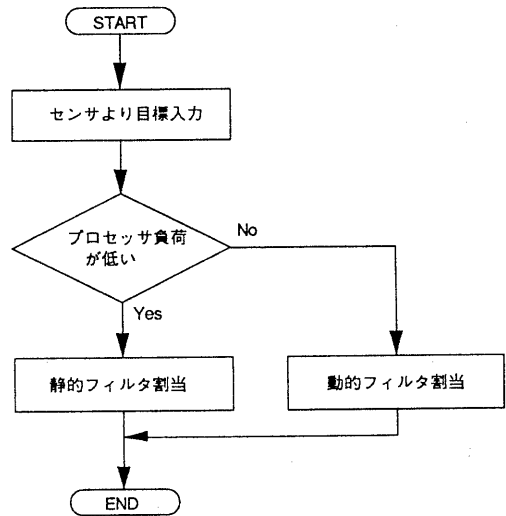 START
センサより目標入力
プロセッサ負荷
が低い
No
Yes
静的フィルタ割当
動的フィルタ割当
END